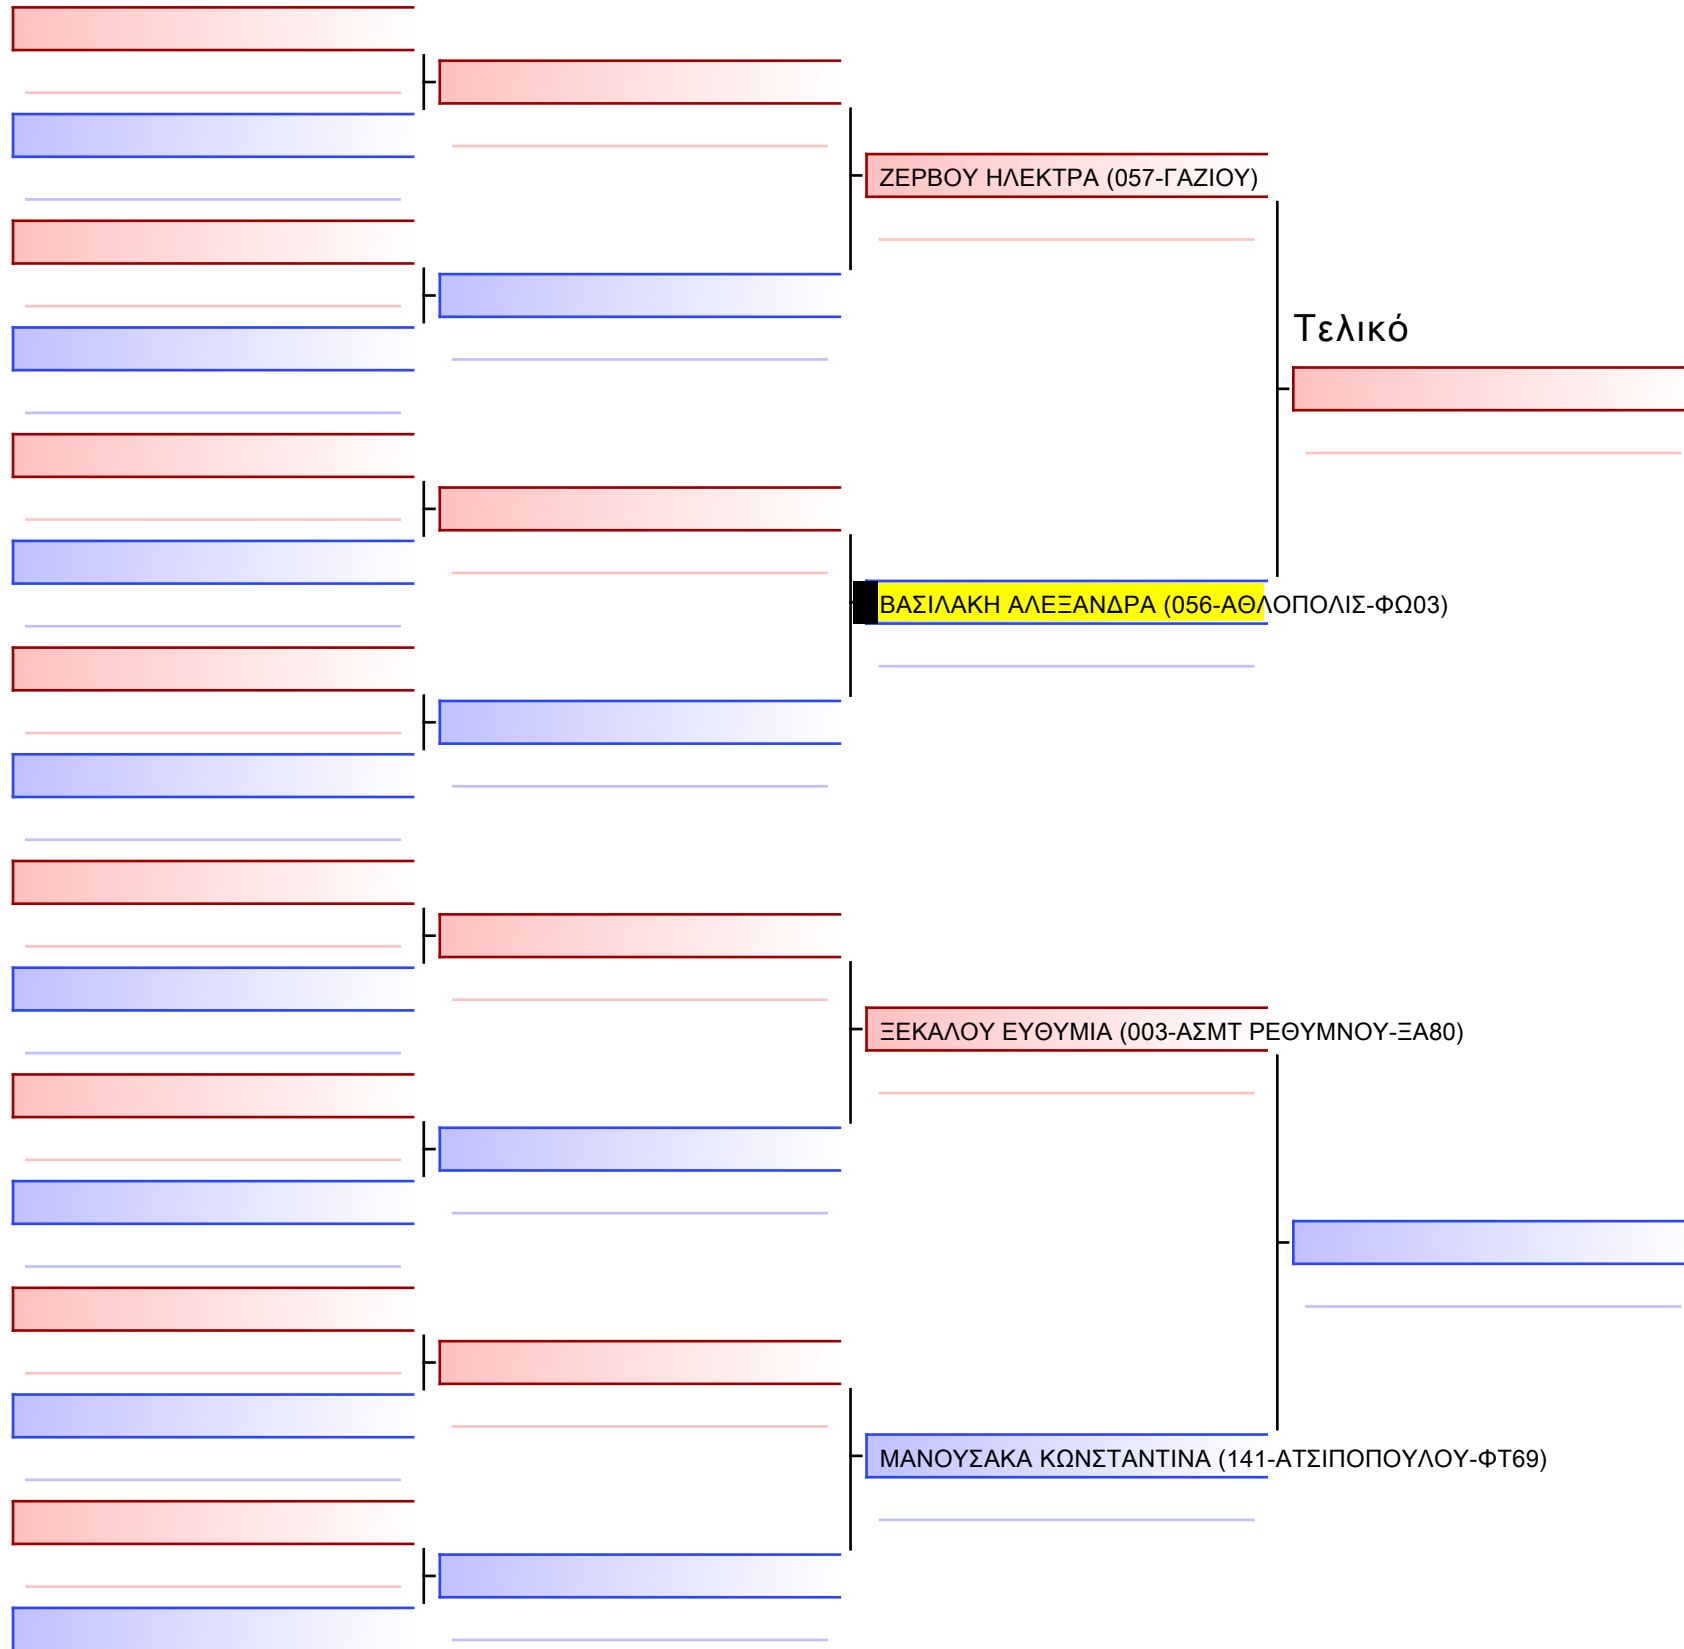 ΖΕΡΒΟΥ ΗΛΕΚΤΡΑ (057-ΓΑΖΙΟΥ)
Τελικό
ΒΑΣΙΛΑΚΗ ΑΛΕΞΑΝΔΡΑ (056-ΑΘΛΟΠΟΛΙΣ-ΦΩ03)
ΞΕΚΑΛΟΥ ΕΥΘΥΜΙΑ (003-ΑΣΜΤ ΡΕΘΥΜΝΟΥ-ΞΑ80)
ΜΑΝΟΥΣΑΚΑ ΚΩΝΣΤΑΝΤΙΝΑ (141-ΑΤΣΙΠΟΠΟΥΛΟΥ-ΦΤ69)